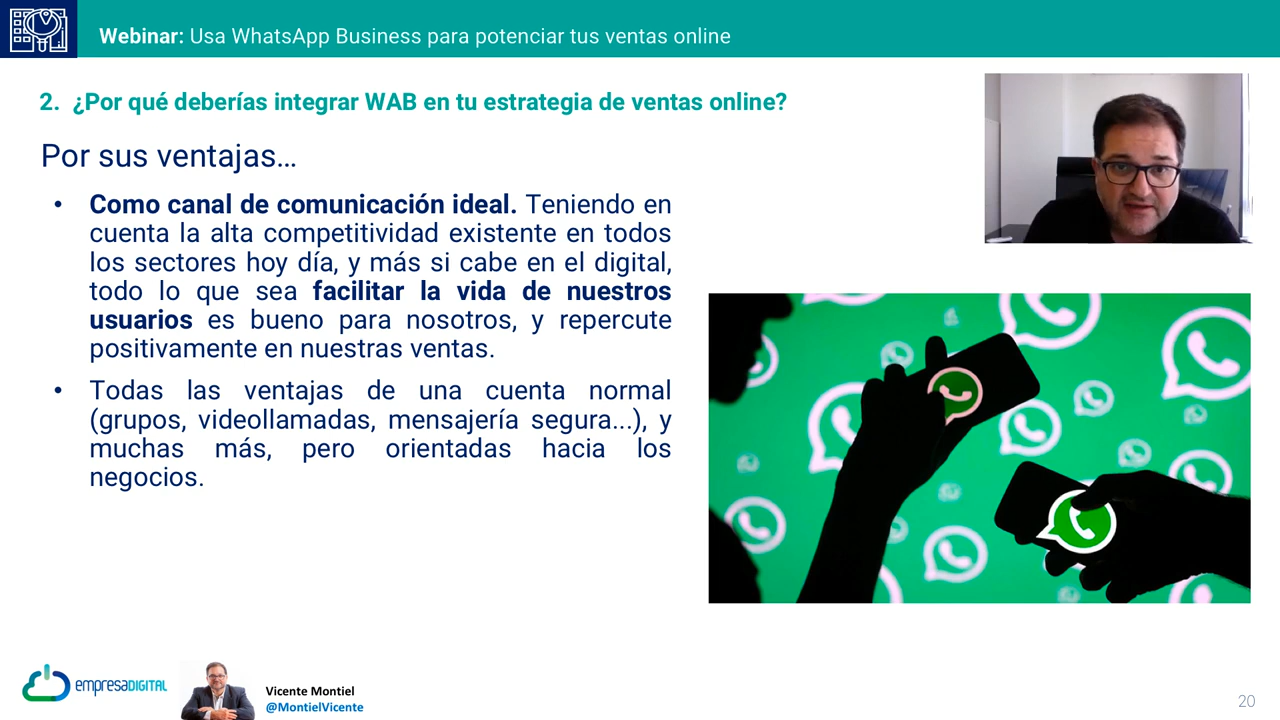 Webinar: Usa WhatsApp Business para potenciar tus ventas online
2. ¿Por qué deberías integrar WAB en tu estrategia de ventas online?
Por sus ventajas...
• Como canal de comunicación ideal. Teniendo en
cuenta la alta competitividad existente en todos
los sectores hoy día, y más si cabe en el digital,
todo lo que sea facilitar la vida de nuestros
usuarios es bueno para nosotros, y repercute
positivamente en nuestras ventas.
• Todas las ventajas de una cuenta normal
(grupos, videollamadas, mensajería segura...), y
muchas más, pero orientadas hacia los
negocios.
empresaDIGITAL
Vicente Montiel
@MontielVicente
20